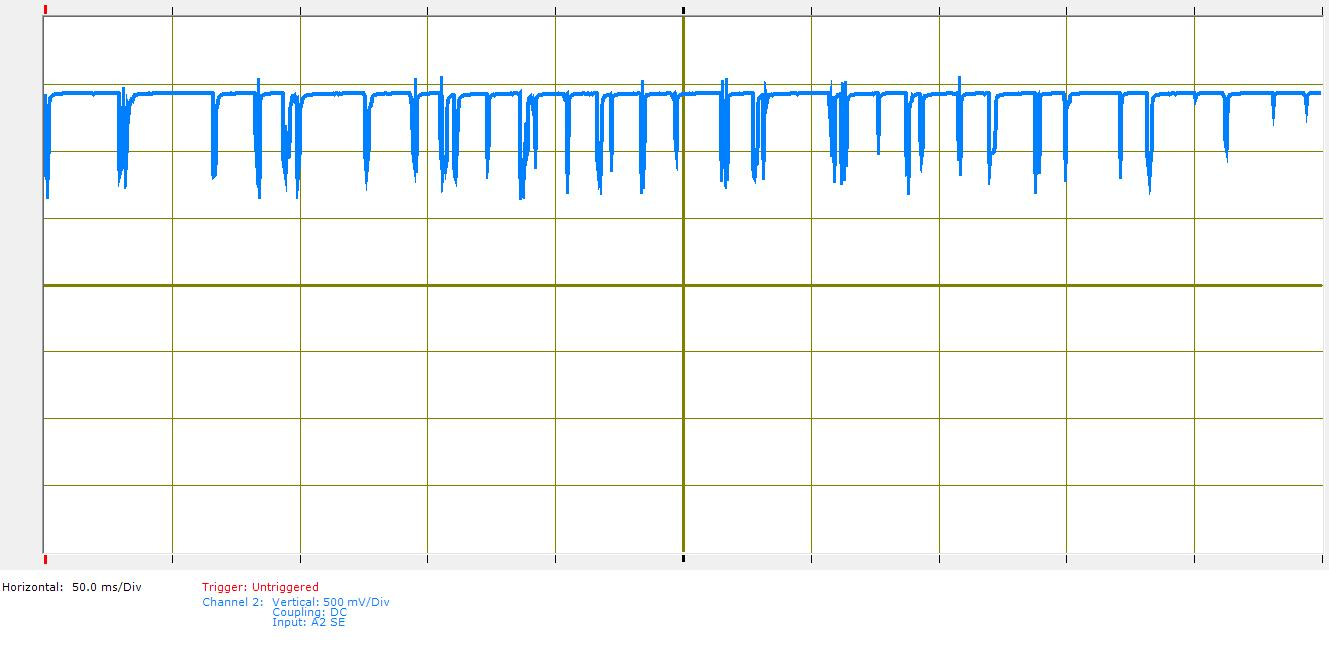 Horizontal: 50.0 ms/Div
Trigger: Untriggered
Channel 2: Vertical: 500 mV/Div
Coupling: DC
Input: A2 SE